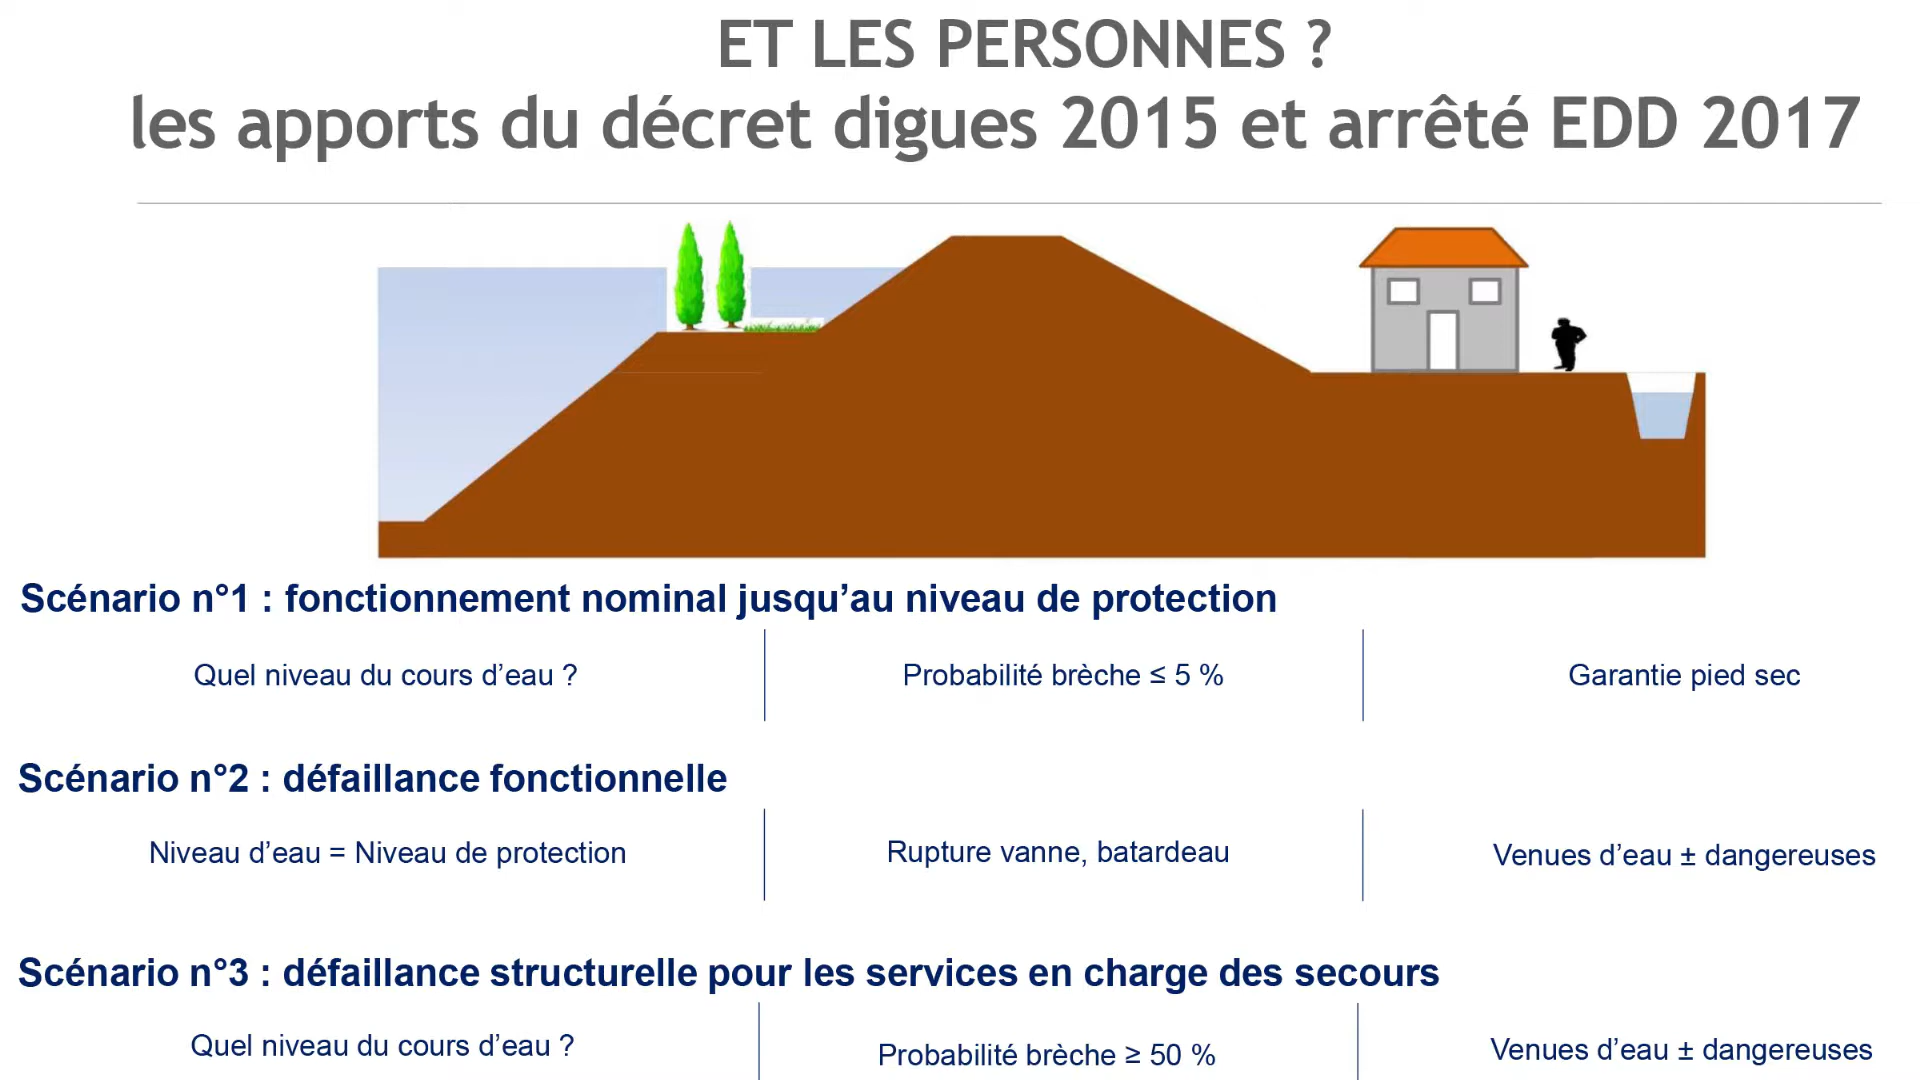 ET LES PERSONNES ?
les apports du décret digues 2015 et arrêté EDD 2017
Scénario n°1 : fonctionnement nominal jusqu’au niveau de protection
Quel niveau du cours d’eau ?
Probabilité brèche ≤ 5 %
Garantie pied sec
Scénario n°2 : défaillance fonctionnelle
Niveau d’eau = Niveau de protection
Rupture vanne, batardeau
Venues d’eau ± dangereuses
Scénario n°3 : défaillance structurelle pour les services en charge des secours
Quel niveau du cours d’eau ?
Probabilité brèche ≥ 50 %
Venues d’eau ± dangereuses